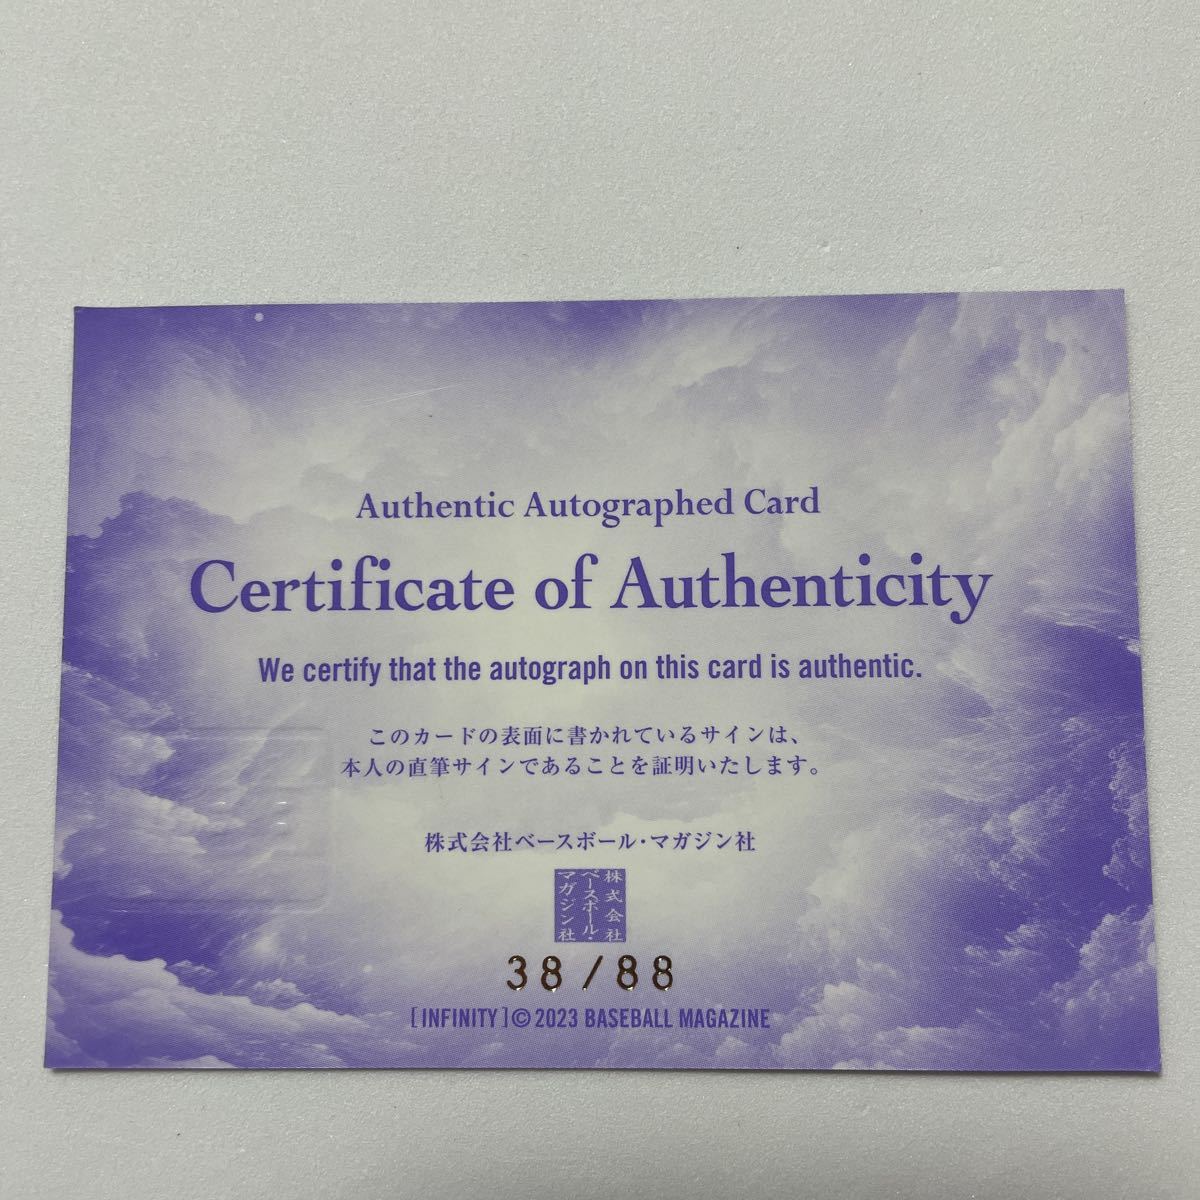 Authentic Autographed Card
Certificate of Authenticity
We certify that the autograph on this card is authentic.
このカードの表面に書かれているサインは、
本人の直筆サインであることを証明いたします。
株式会社ベースボール・マガジン社
株式会社
ベースボール・
マガジン社
38/88
[INFINITY]©2023 BASEBALL MAGAZINE